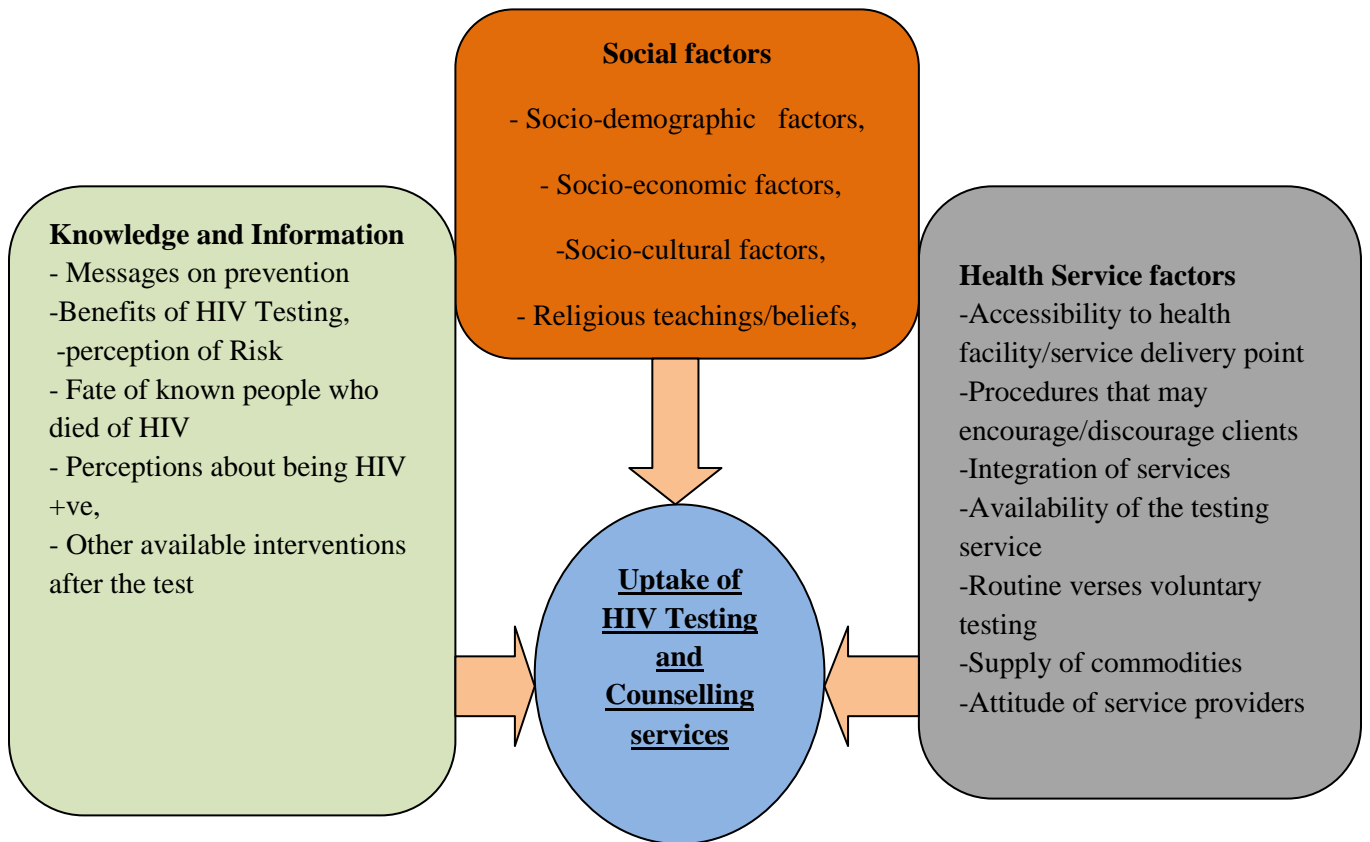 Social factors
- Socio-demographic factors,
- Socio-economic factors,
-Socio-cultural factors,
- Religious teachings/beliefs,
Knowledge and Information
- Messages on prevention
-Benefits of HIV Testing,
-perception of Risk
- Fate of known people who
died of HIV
- Perceptions about being HIV
+ve,
- Other available interventions
after the test
Health Service factors
-Accessibility to health
facility/service delivery point
-Procedures that may
encourage/discourage clients
-Integration of services
-Availability of the testing
service
-Routine verses voluntary
testing
-Supply of commodities
-Attitude of service providers
Uptake of
HIV Testing
and
Counselling
services